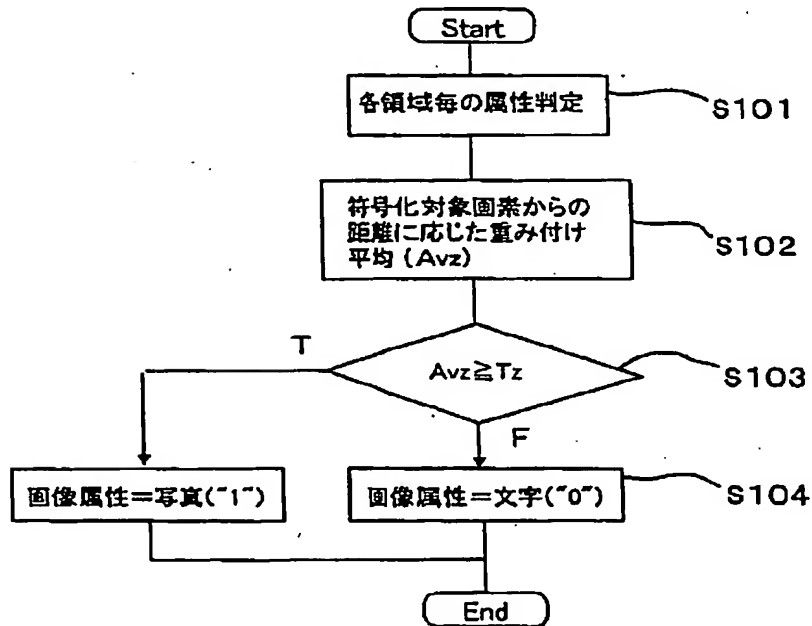 Start
各領域毎の属性判定
S101
符号化対象画素からの
距離に応じた重み付け
平均(Avz)
S102
T
Avz≧Tz
S103
F
画像属性=写真("1")
画像属性=文字("0")
S104
End